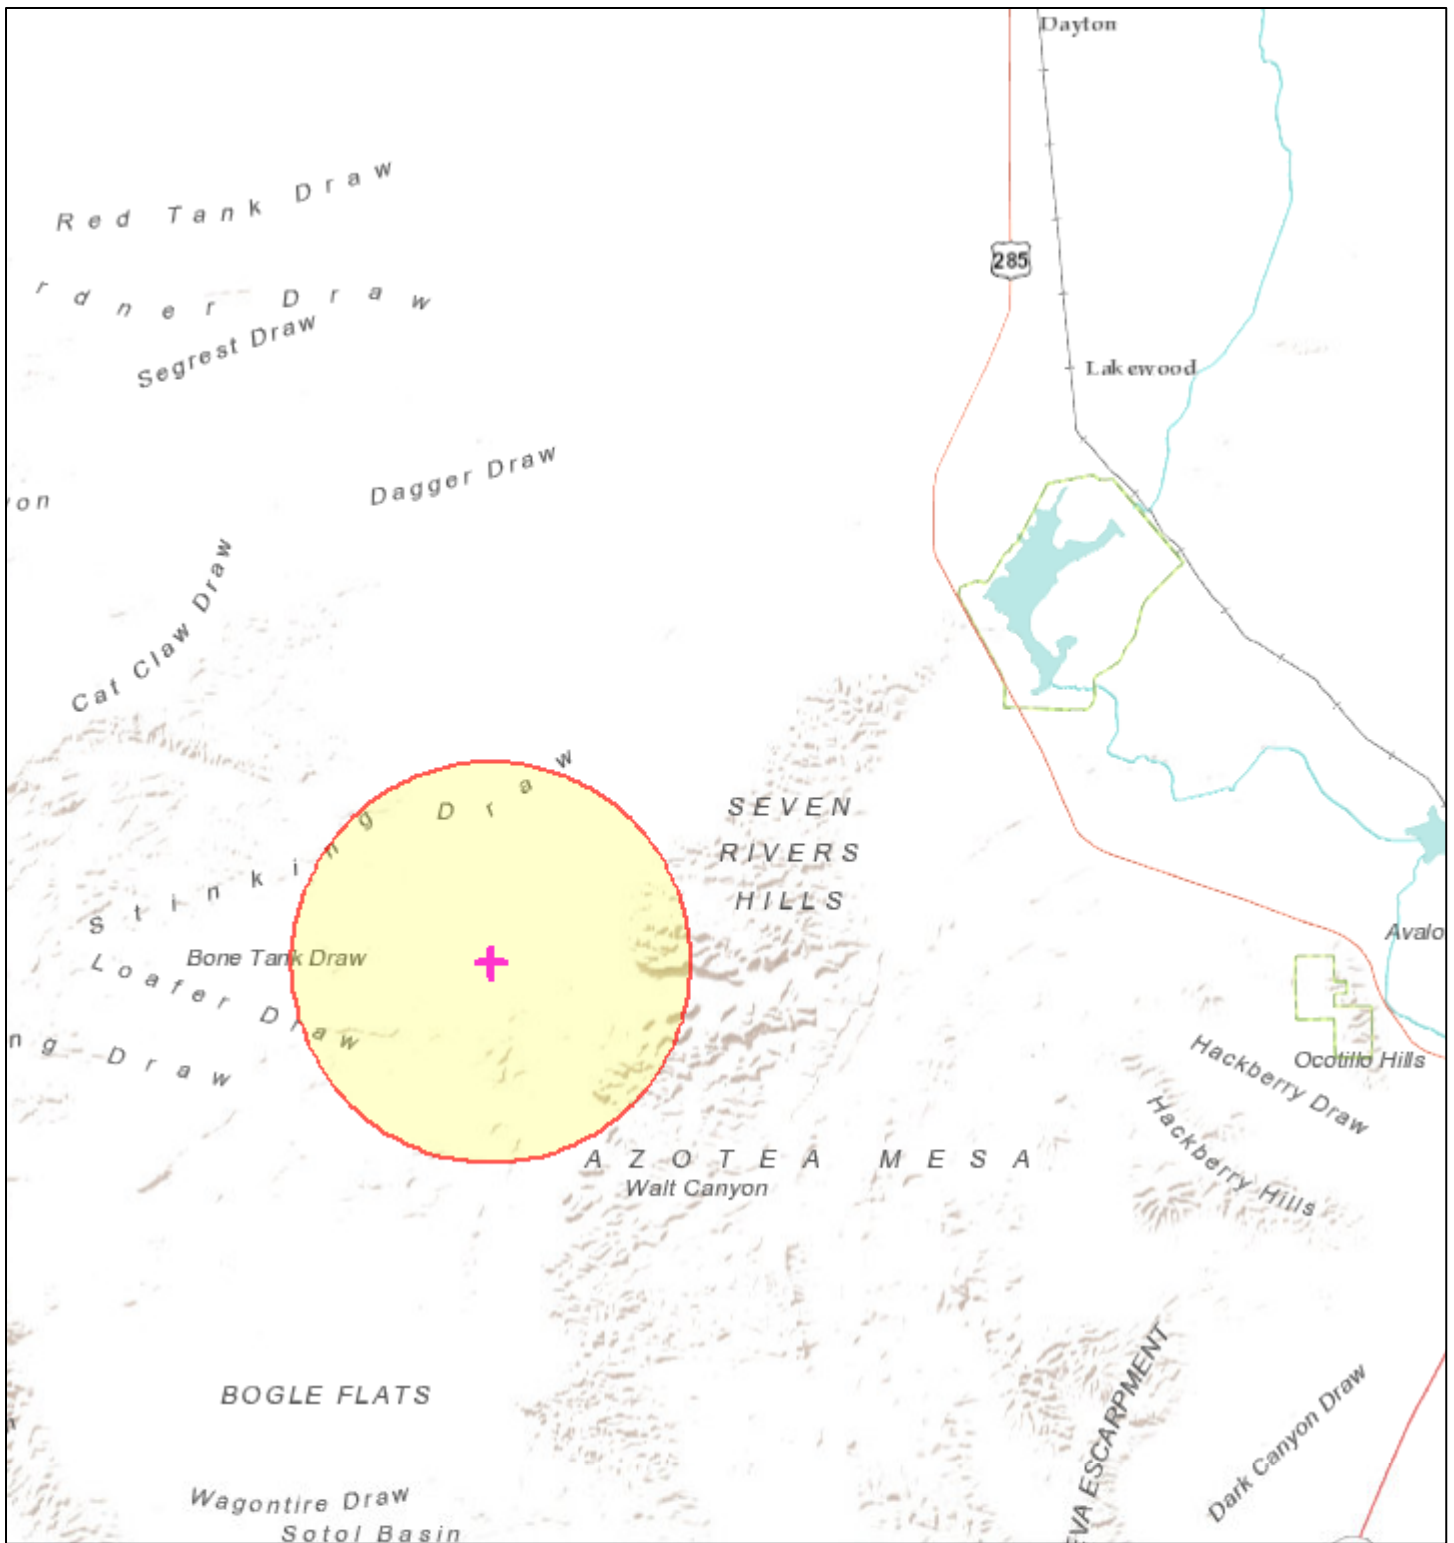 Dayton
Red Tank Draw
rdner Draw
285
Segrest Draw
Lakewood
Dagger Draw
on
Cat Claw Draw
Stinking Draw
SEVEN
RIVERS
HILLS
Bone Tank Draw
Loafer Draw
Avalo
ng Draw
Ocotillo Hills
Hackberry Draw
Hackberry Hills
AZOTEA MESA
Walt Canyon
BOGLE FLATS
EVA ESCARPMENT
Dark Canyon Draw
Wagontire Draw
Sotol Basin